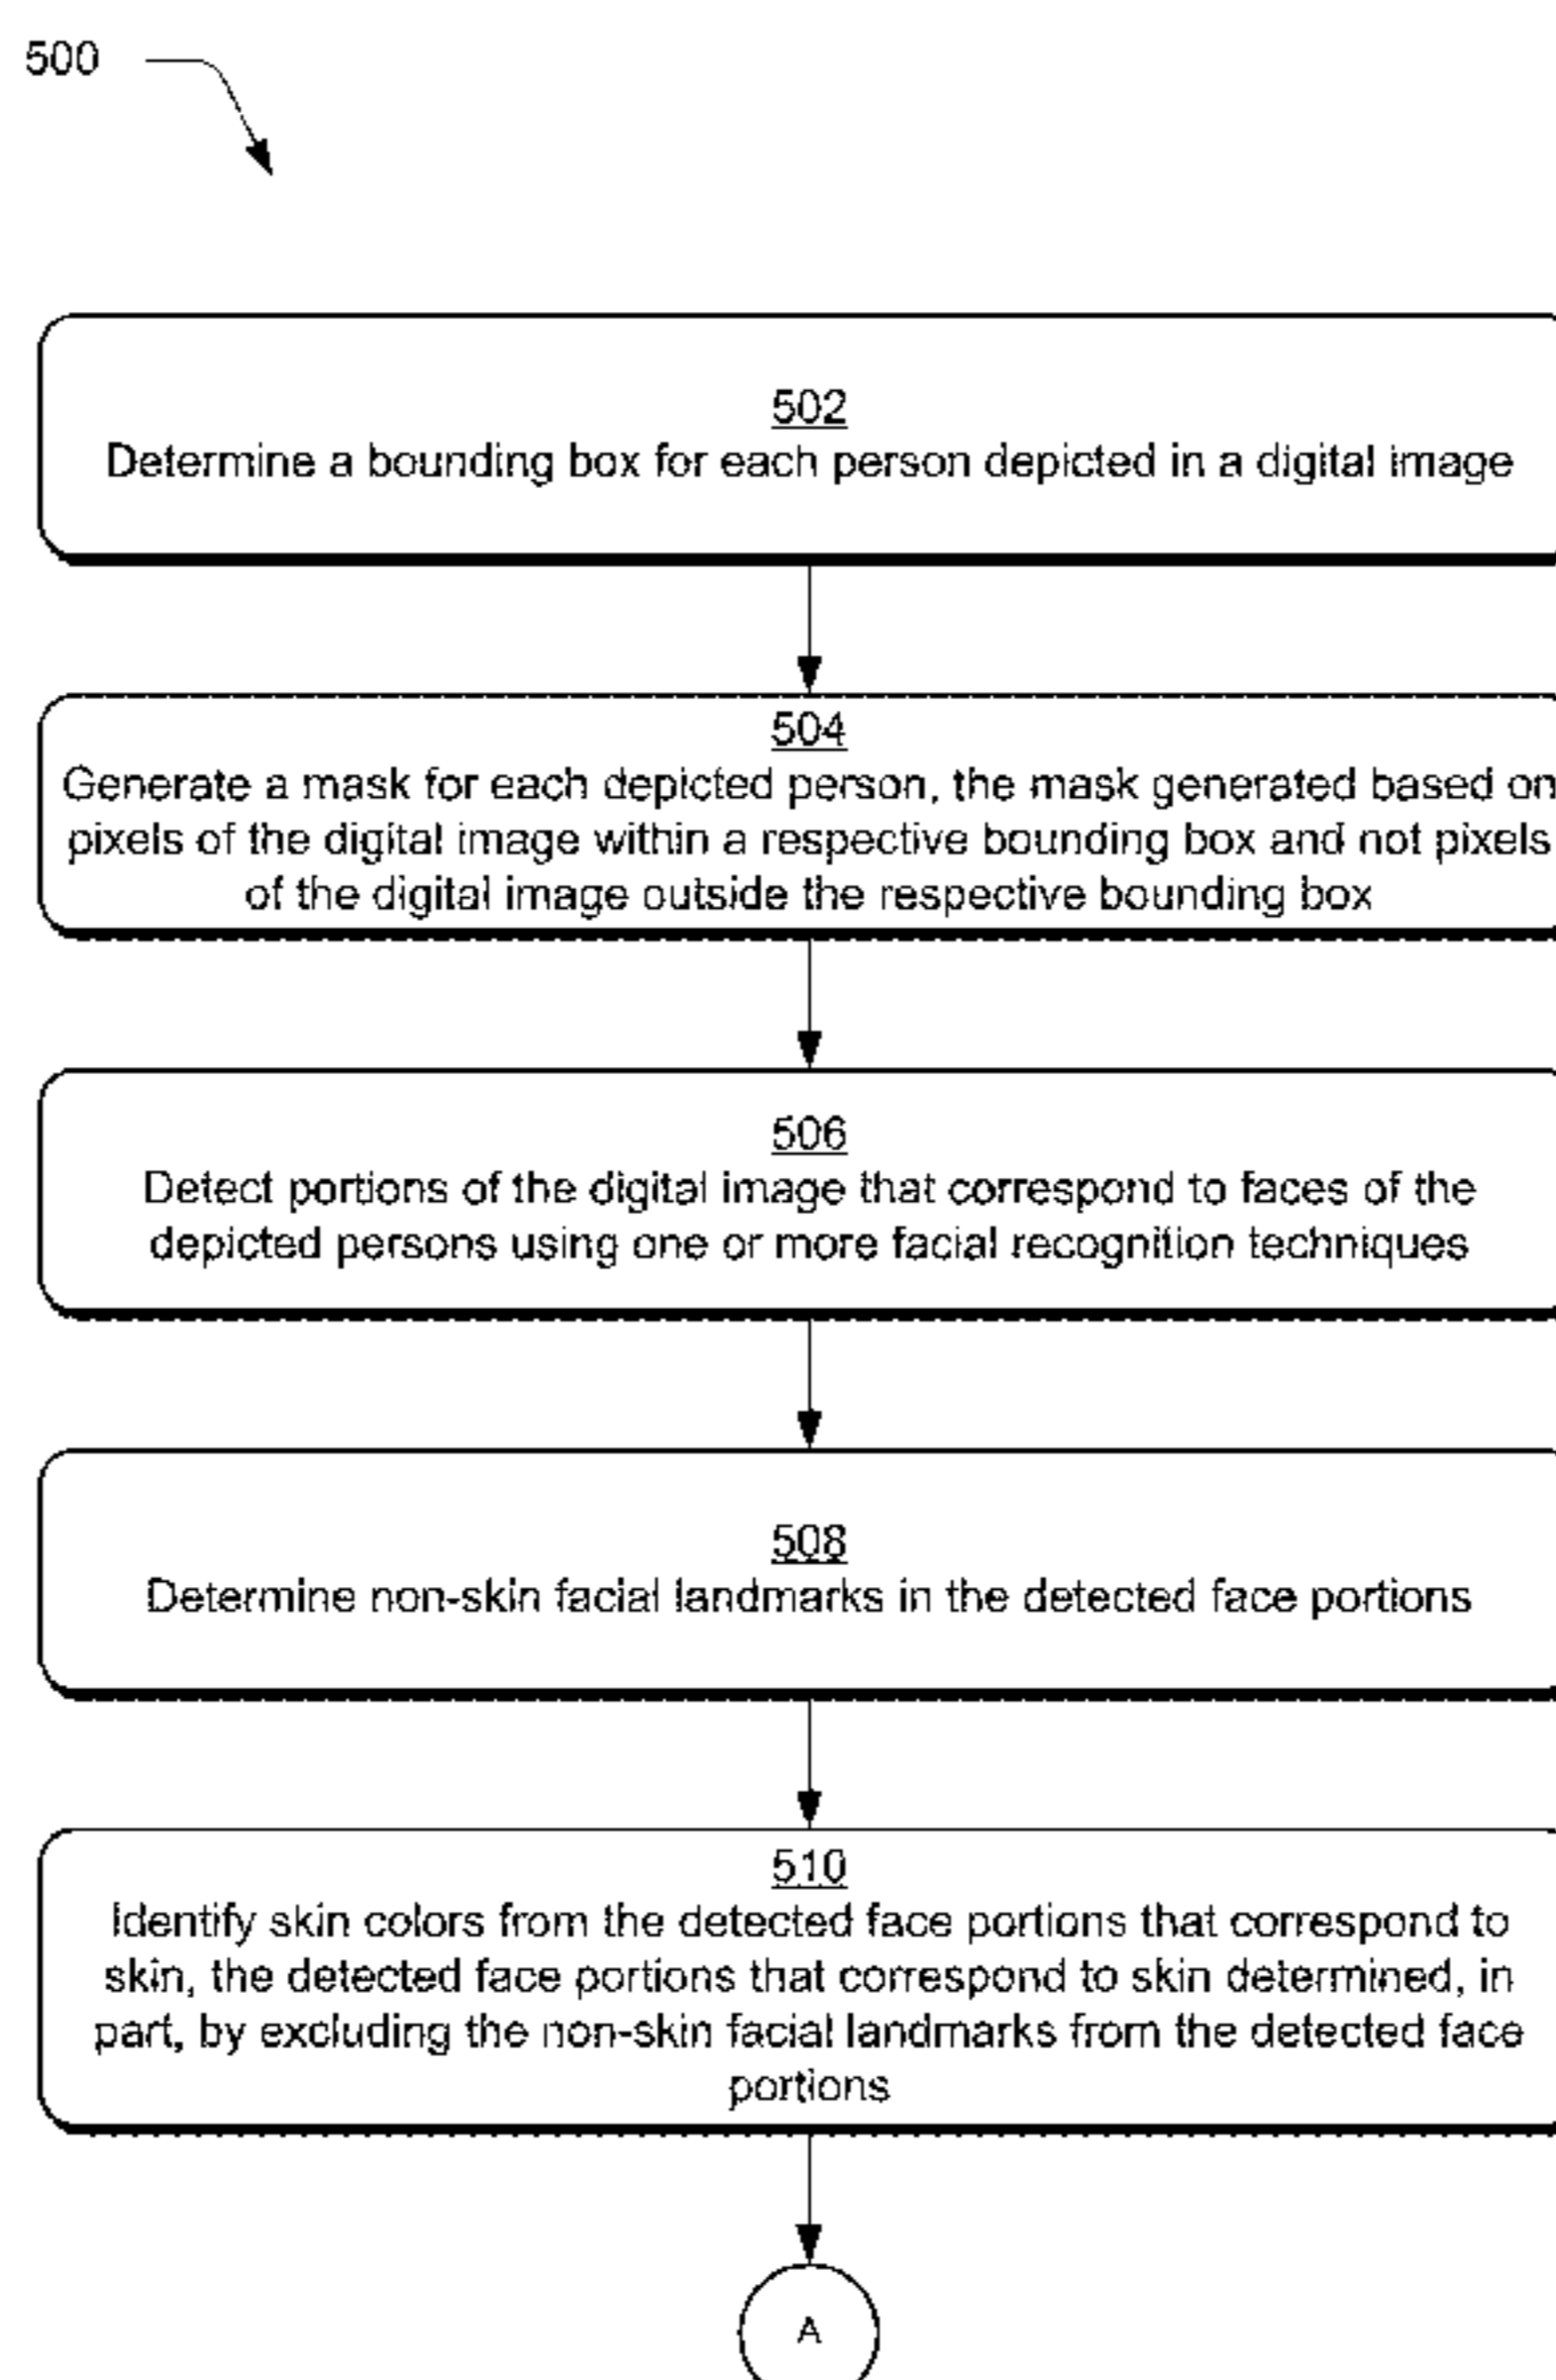 500
502
Determine a bounding box for each person depicted in a digital image
504
Generate a mask for each depicted person, the mask generated based on
pixels of the digital image within a respective bounding box and not pixels
of the digital image outside the respective bounding box
506
Detect portions of the digital image that correspond to faces of the
depicted persons using one or more facial recognition techniques
508
Determine non-skin facial landmarks in the detected face portions
510
Identify skin colors from the detected face portions that correspond to
skin, the detected face portions that correspond to skin determined, in
part, by excluding the non-skin facial landmarks from the detected face
portions
A